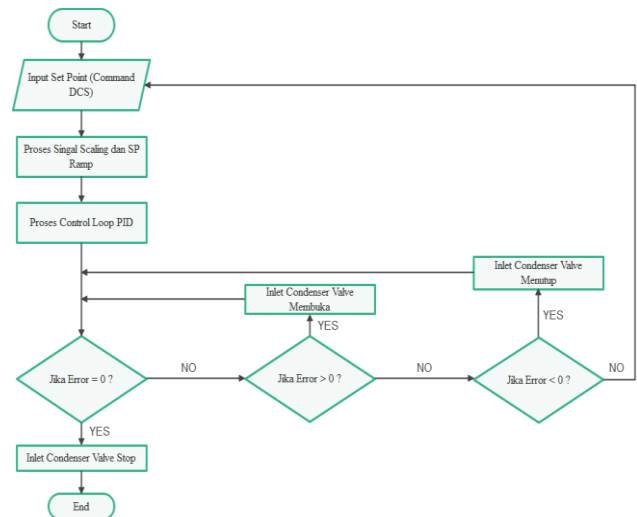 Start
Input Set Point (Command
DCS)
Proses Singal Scaling dan SP
Ramp
Proses Control Loop PID
Inlet Condenser Valve
Menutup
Inlet Condenser Valve
Membuka
YES
YES
Jika Error = 0 ?
NO
Jika Error > 0 ?
NO
Jika Error < 0 ?
NO
YES
Inlet Condenser Valve Stop
End